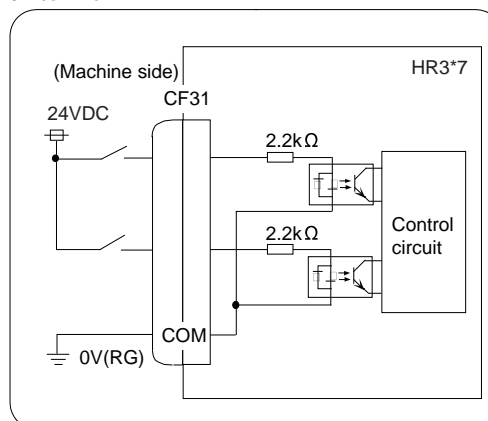 (Machine side)
HR3*7
CF31
24VDC
2.2kΩ
Control
circuit
2.2kΩ
COM
0V(RG)